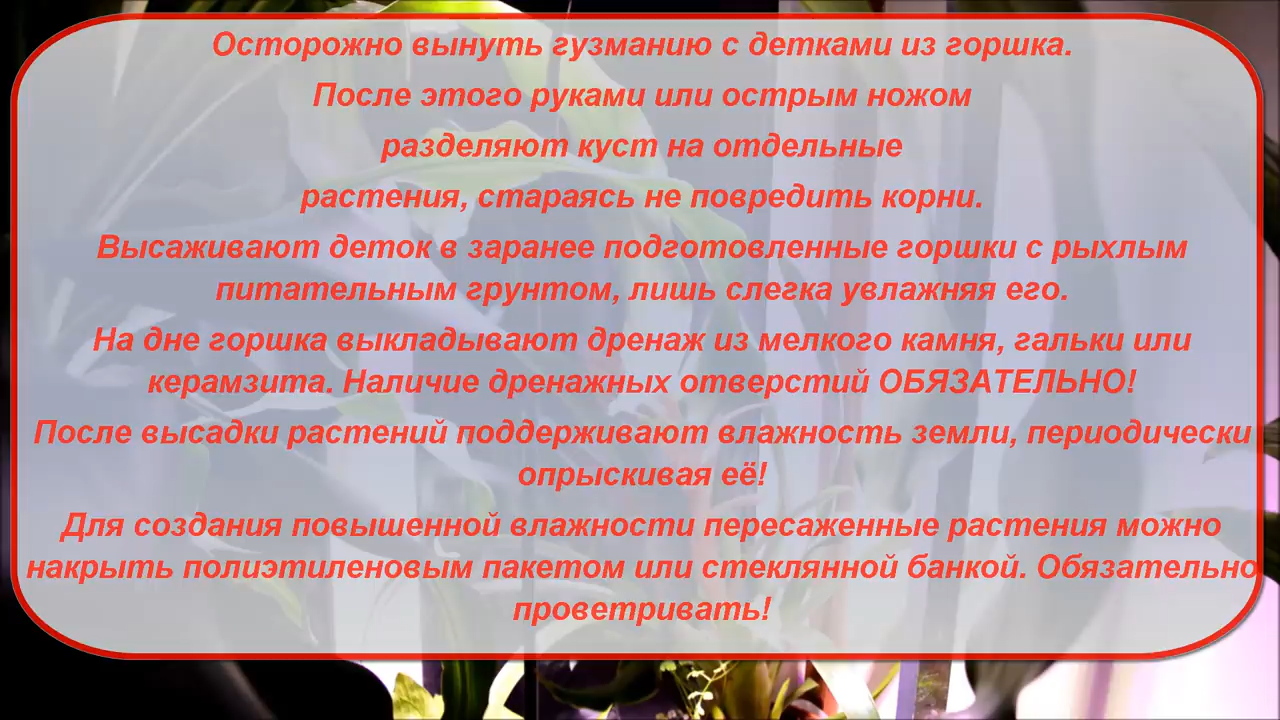 Осторожно вынуть гузманию с детками из горшка.
После этого руками или острым ножом
разделяют куст на отдельные
растения, стараясь не повредить корни.
Высаживают деток в заранее подготовленные горшки с рыхлым
питательным грунтом, лишь слегка увлажняя его.
На дне горшка выкладывают дренаж из мелкого камня, гальки или
керамзита. Наличие дренажных отверстий ОБЯЗАТЕЛЬНО!
После высадки растений поддерживают влажность земли, периодически
опрыскивая её!
Для создания повышенной влажности пересаженные растения можно
накрыть полиэтиленовым пакетом или стеклянной банкой. Обязательно
проветривать!